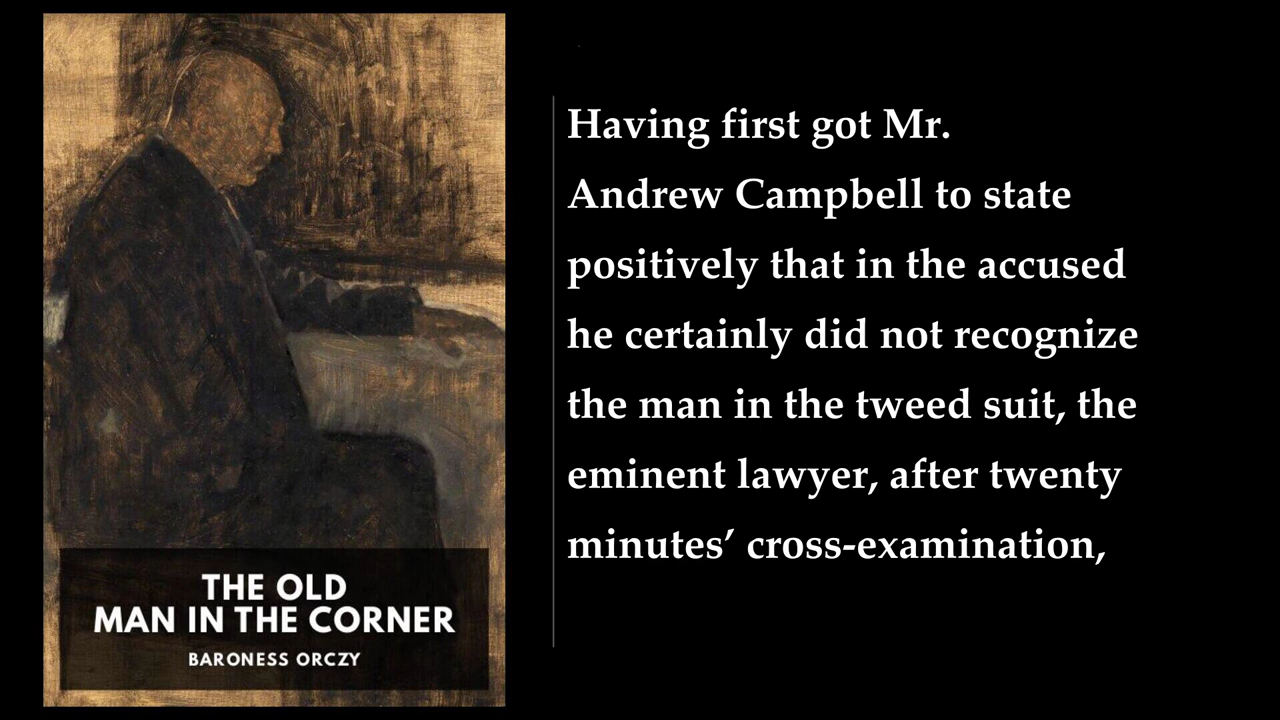 THE OLD
MAN IN THE CORNER
BARONESS ORCZY
Having first got Mr.
Andrew Campbell to state
positively that in the accused
he certainly did not recognize
the man in the tweed suit, the
eminent lawyer, after twenty
minutes’ cross-examination,